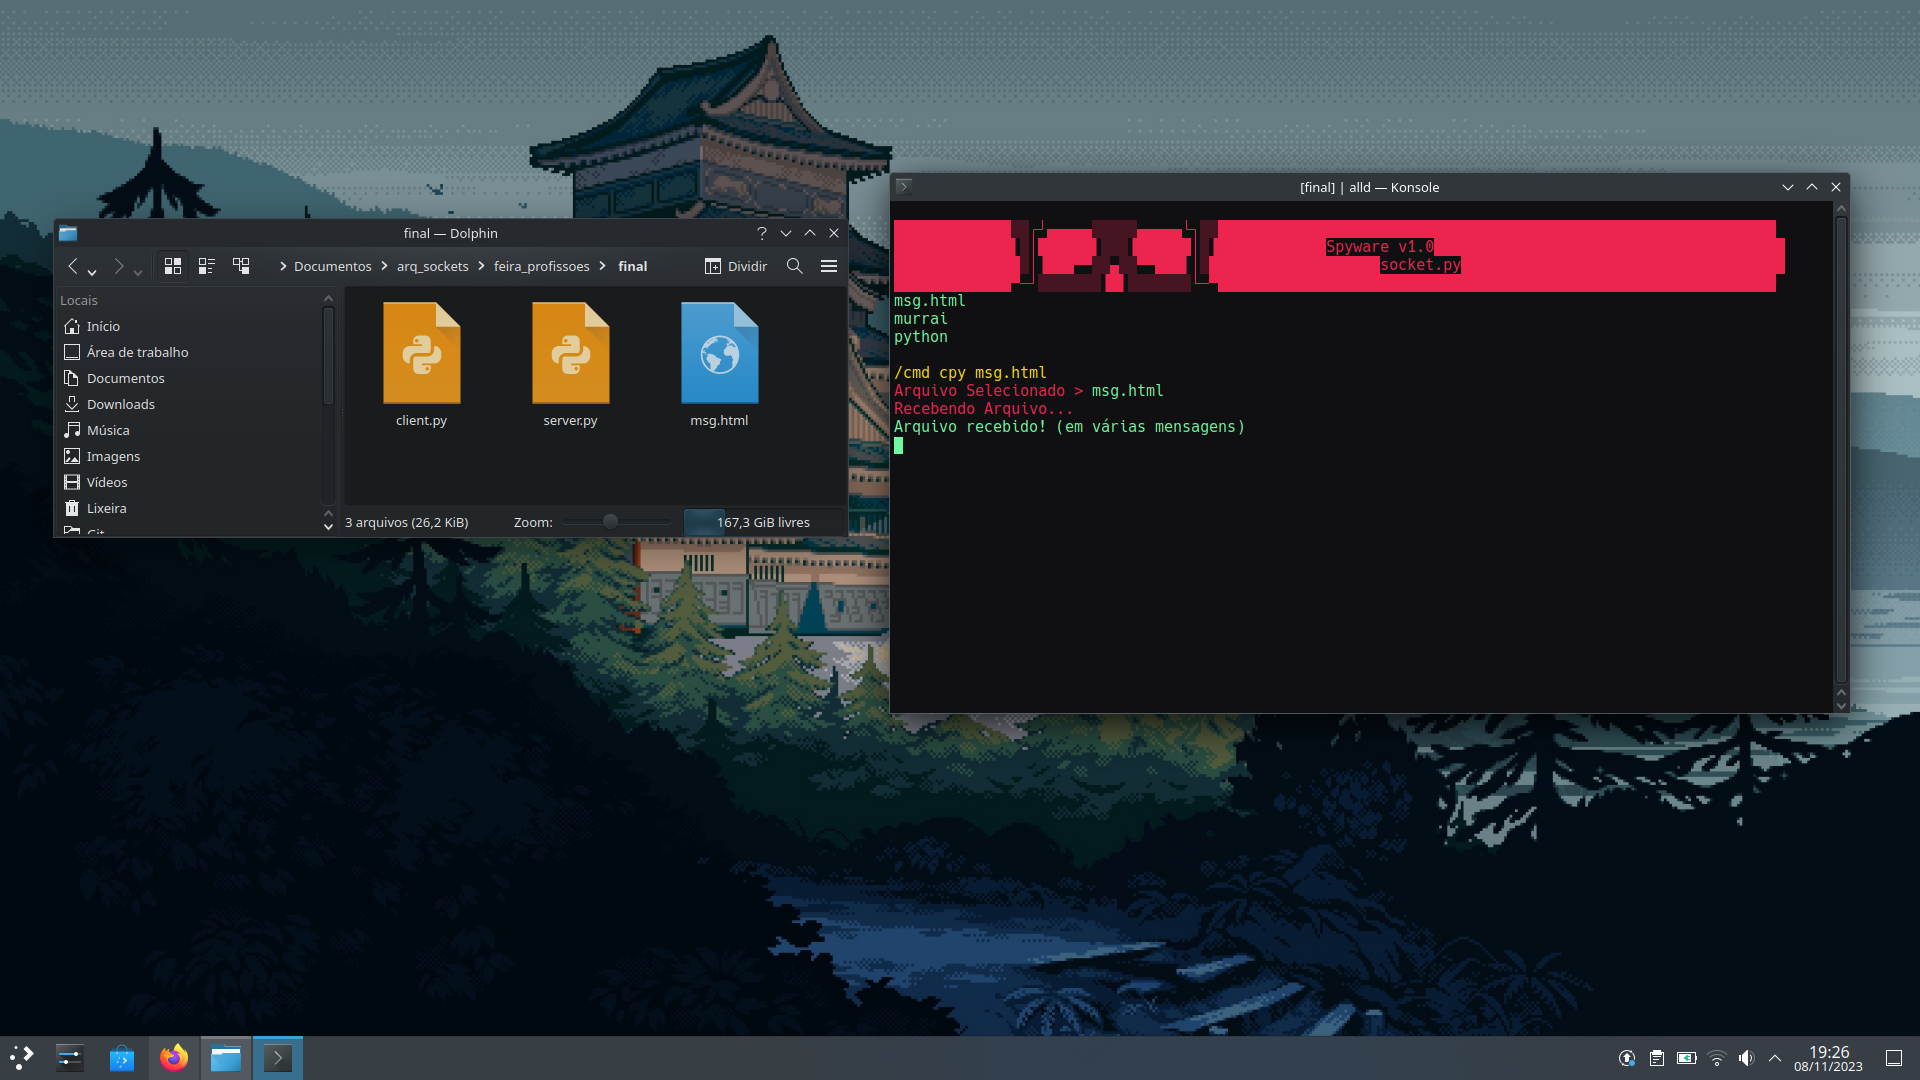 final — Dolphin
?
Documentos
arq_sockets
feira_profissoes
final
Dividir
Locais
Início
Área de trabalho
Documentos
Downloads
Música
Imagens
Vídeos
Lixeira
Git
client.py
server.py
msg.html
3 arquivos (26,2 KiB)
Zoom:
167,3 GiB livres
[final] | alld — Konsole
Spyware v1.0
socket.py
msg.html
murrai
python
/cmd cpy msg.html
Arquivo Selecionado > msg.html
Recebendo Arquivo...
Arquivo recebido! (em várias mensagens)
19:26
08/11/2023